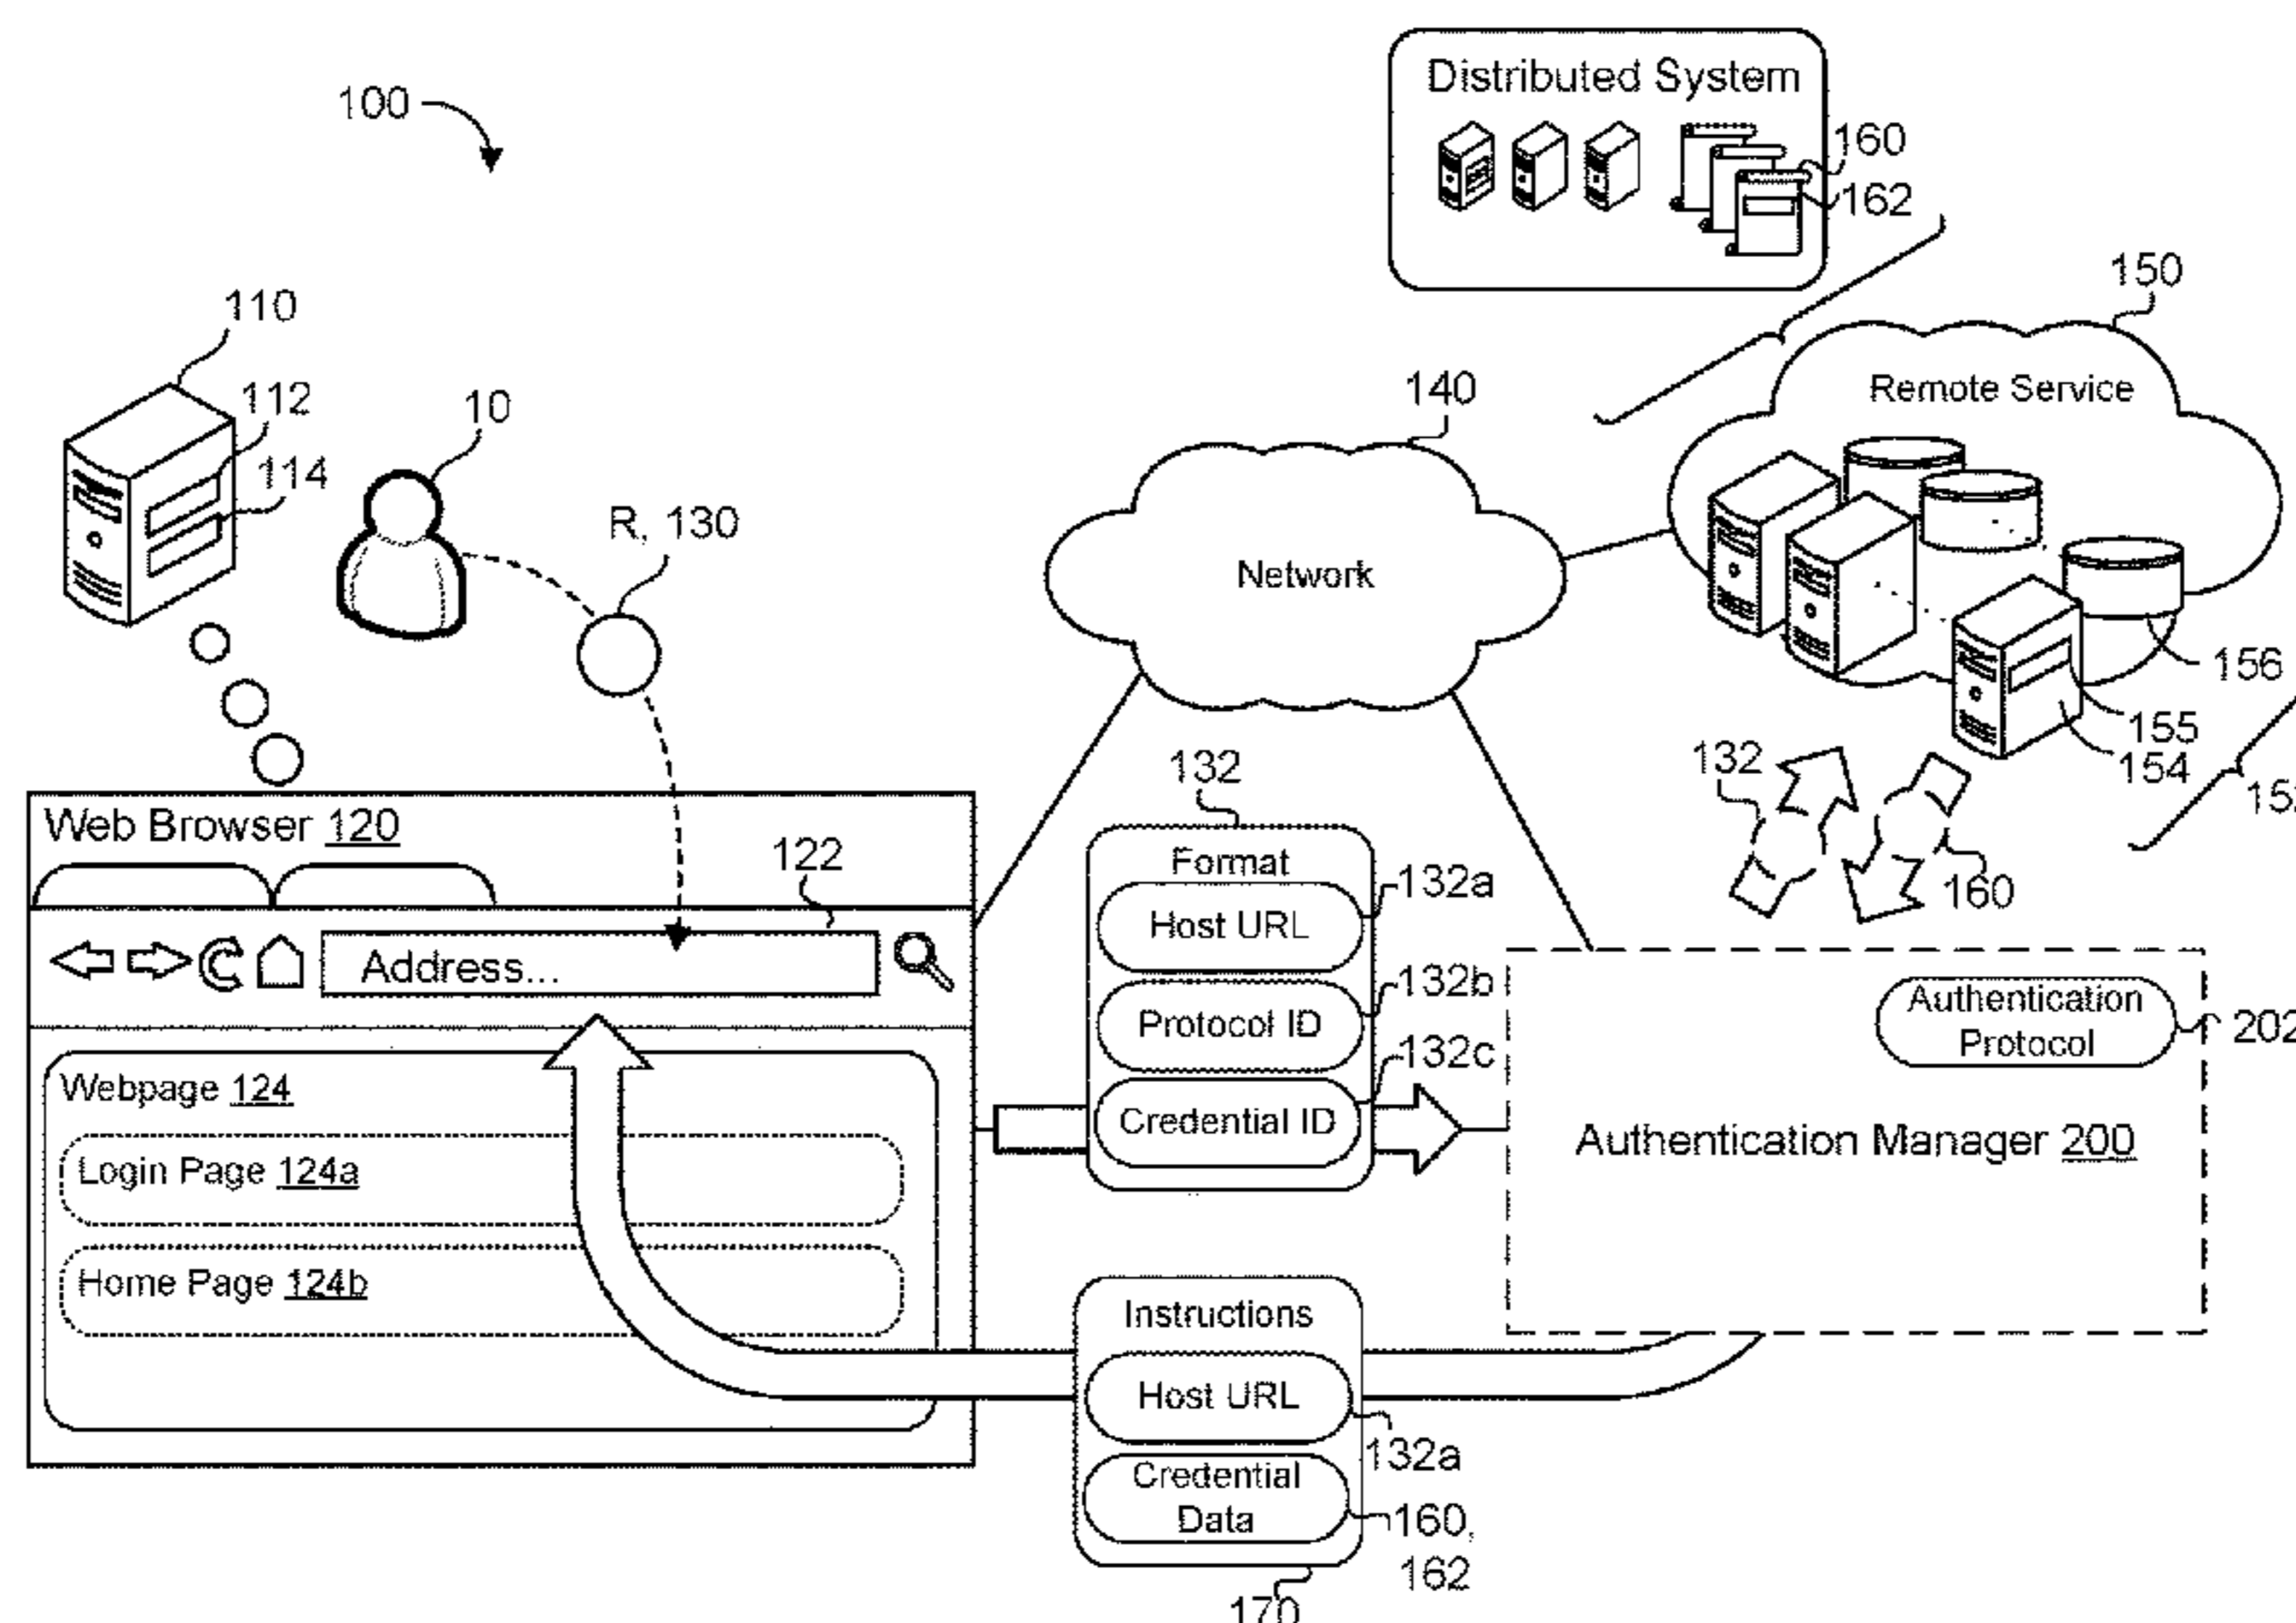 100
Distributed System
160
162
150
Remote Service
110
112
114
10
R, 130
140
Network
156
155
154
132
160
Web Browser 120
122
Address...
132
Format
Host URL
132a
Protocol ID
132b
Credential ID
132c
Authentication
Protocol
202
Authentication Manager 200
Webpage 124
Login Page 124a
Home Page 124b
Instructions
Host URL
132a
Credential
Data
160,
162
170